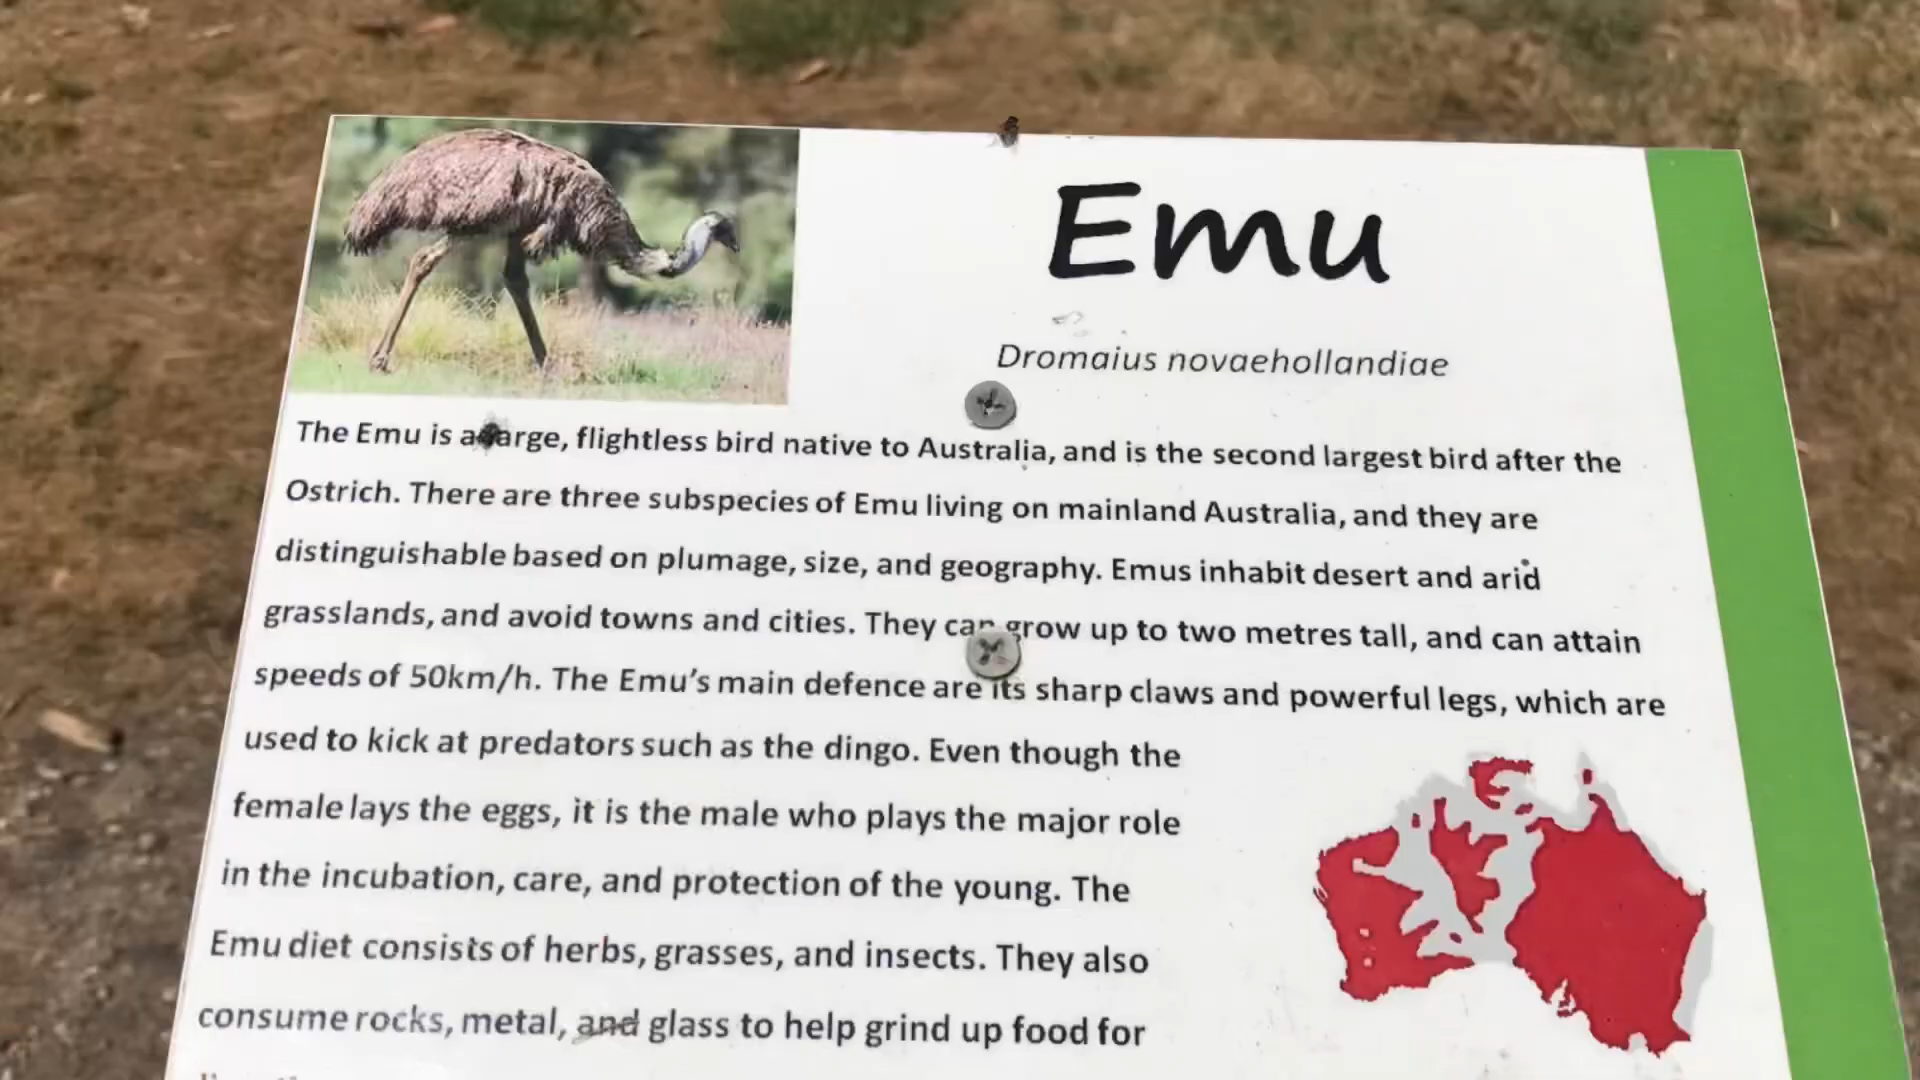 Emu
Dromaius novaehollandiae
The Emu is a large, flightless bird native to Australia, and is the second largest bird after the
Ostrich. There are three subspecies of Emu living on mainland Australia, and they are
distinguishable based on plumage, size, and geography. Emus inhabit desert and arid
grasslands, and avoid towns and cities. They can grow up to two metres tall, and can attain
speeds of 50km/h. The Emu's main defence are its sharp claws and powerful legs, which are
used to kick at predators such as the dingo. Even though the
female lays the eggs, it is the male who plays the major role
in the incubation, care, and protection of the young. The
Emu diet consists of herbs, grasses, and insects. They also
consume rocks, metal, and glass to help grind up food for